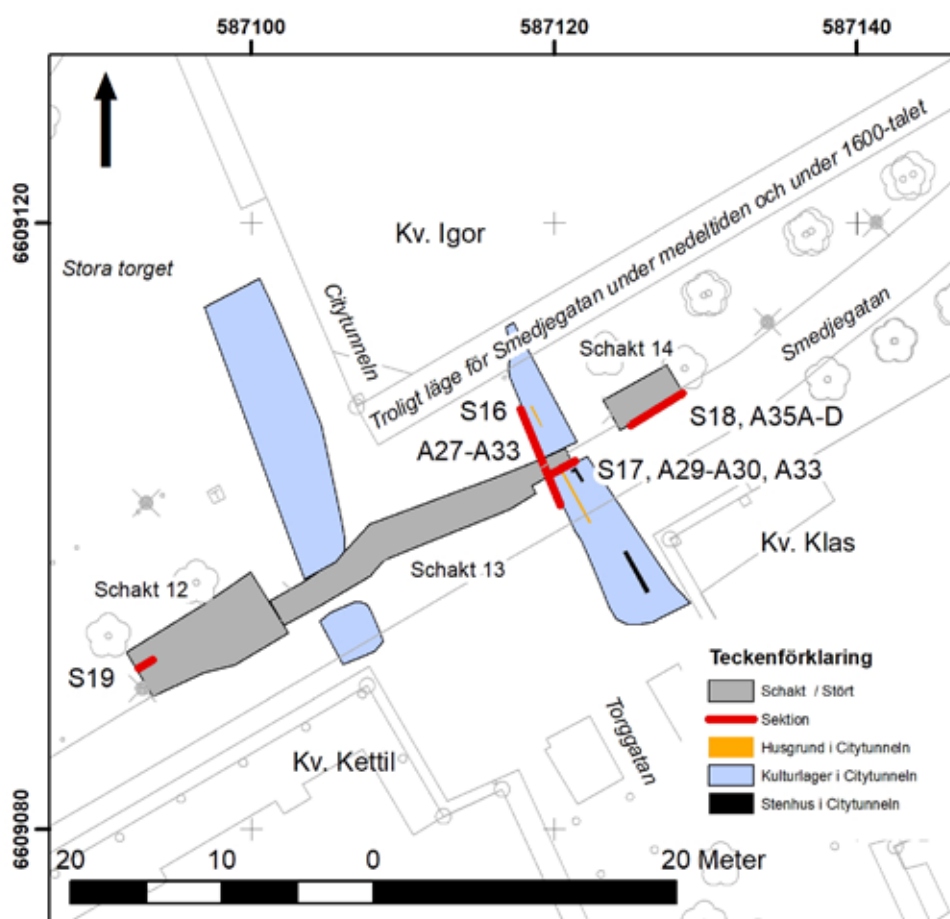 587100
587120
587140
6609120
Kv. Igor
Stora torget
Citytunneln
Troligt läge för Smedjegatan under medeltiden och under 1600-talet
Smedjegatan
Schakt 14
S16
S18, A35A-D
A27-A33
S17, A29-A30, A33
Kv. Klas
Schakt 13
Schakt 12
S19
Torggatan
Kv. Kettil
Teckenförklaring
Schakt / Stört
Sektion
Husgrund i Citytunneln
Kulturlager i Citytunneln
Stenhus i Citytunneln
6609080
20 10 0 20 Meter